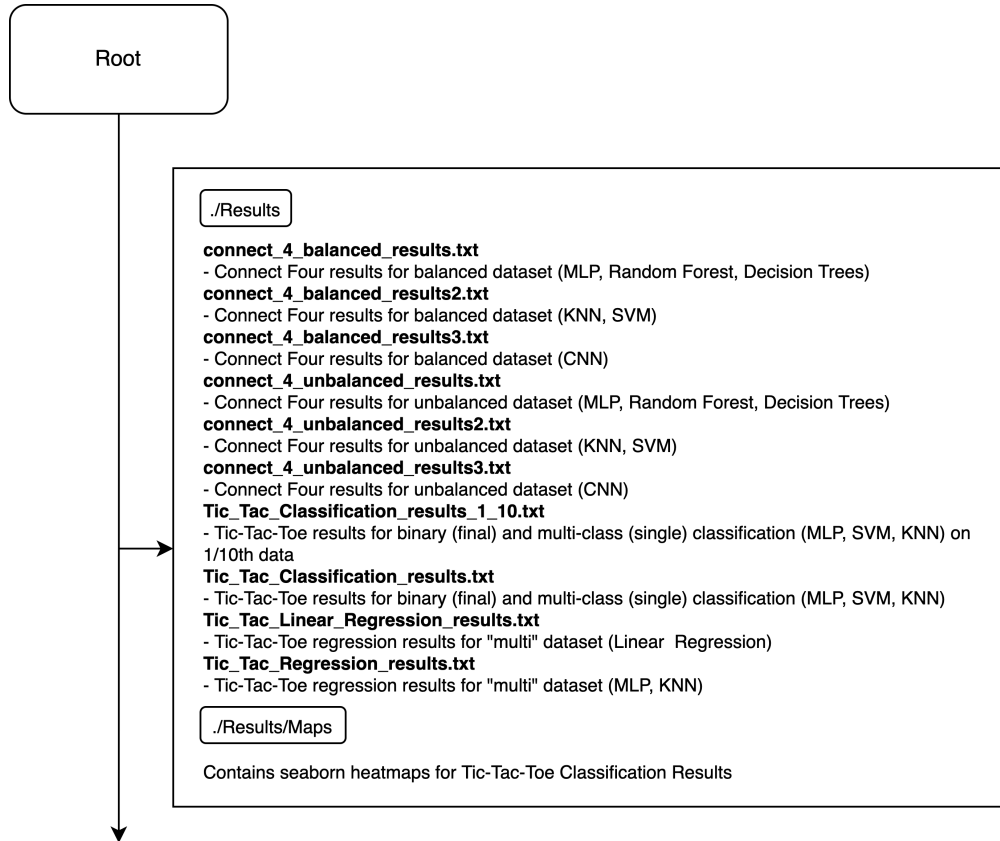 Root
./Results
connect_4_balanced_results.txt
- Connect Four results for balanced dataset (MLP, Random Forest, Decision Trees)
connect_4_balanced_results2.txt
- Connect Four results for balanced dataset (KNN, SVM)
connect_4_balanced_results3.txt
- Connect Four results for balanced dataset (CNN)
connect_4_unbalanced_results.txt
- Connect Four results for unbalanced dataset (MLP, Random Forest, Decision Trees)
connect_4_unbalanced_results2.txt
- Connect Four results for unbalanced dataset (KNN, SVM)
connect_4_unbalanced_results3.txt
- Connect Four results for unbalanced dataset (CNN)
Tic_Tac_Classification_results_1_10.txt
- Tic-Tac-Toe results for binary (final) and multi-class (single) classification (MLP, SVM, KNN) on
1/10th data
Tic_Tac_Classification_results.txt
- Tic-Tac-Toe results for binary (final) and multi-class (single) classification (MLP, SVM, KNN)
Tic_Tac_Linear_Regression_results.txt
- Tic-Tac-Toe regression results for "multi" dataset (Linear  Regression)
Tic_Tac_Regression_results.txt
- Tic-Tac-Toe regression results for "multi" dataset (MLP, KNN)
./Results/Maps
Contains seaborn heatmaps for Tic-Tac-Toe Classification Results